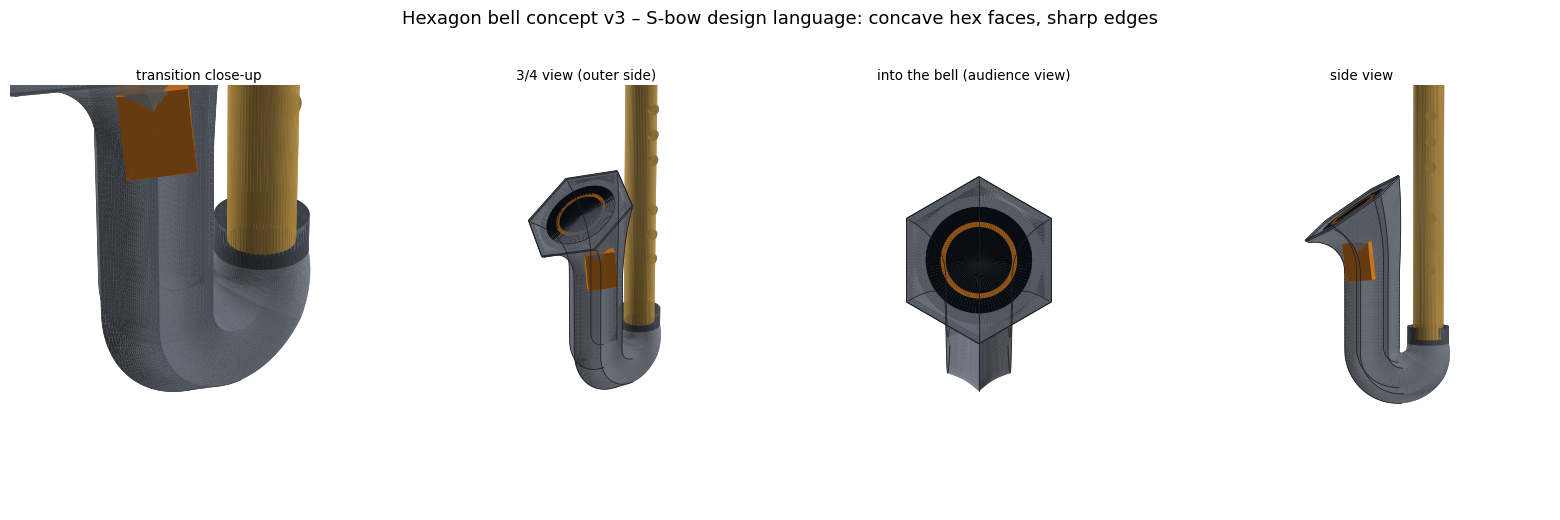 Hexagon bell concept v3 – S-bow design language: concave hex faces, sharp edges
transition close-up
3/4 view (outer side)
into the bell (audience view)
side view